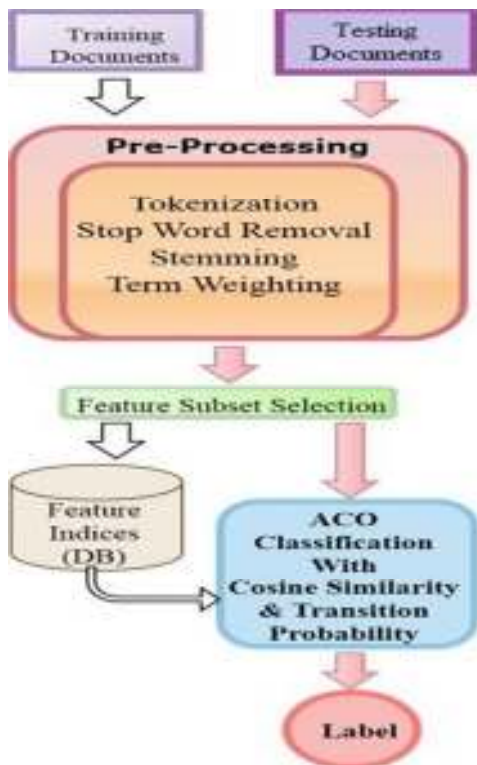 Training
Documents
Testing
Documents
Pre-Processing
Tokenization
Stop Word Removal
Stemming
Term Weighting
Feature Subset Selection
Feature
Indices
(DB)
ACO
Classification
With
Cosine Similarity
& Transition
Probability
Label